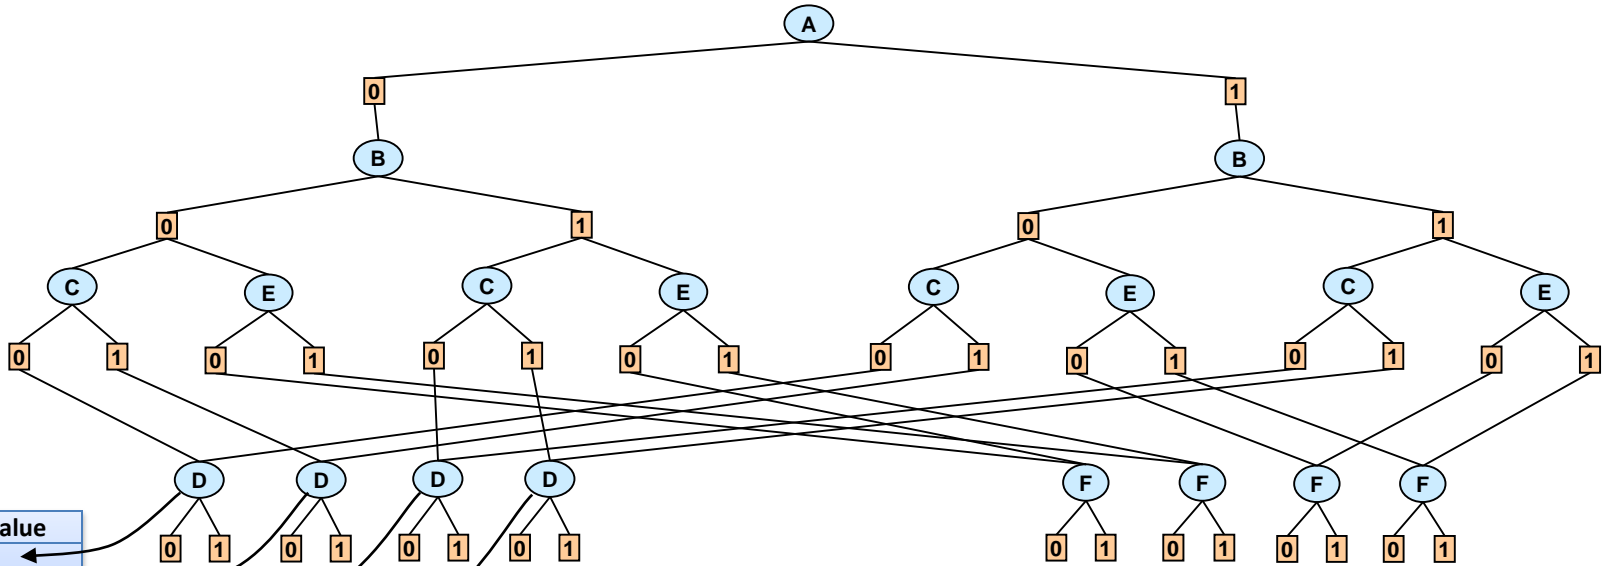 A
0 1
B B
0 1 0 1
C E C E C E C E
0 1 0 1 0 1 0 1 0 1 0 1 0 1 0 1
D D D D F F F F
alue
0 1 0 1 0 1 0 1 0 1 0 1 0 1 0 1